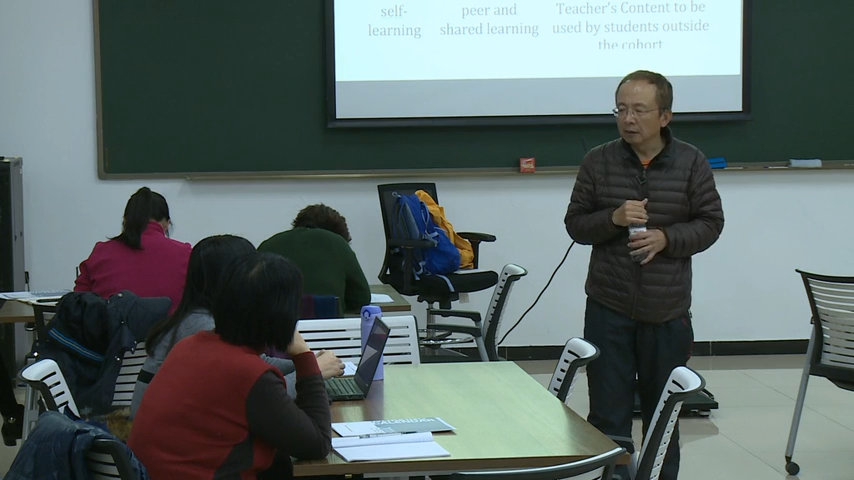 self-
learning
peer and
shared learning
Teacher's Content to be
used by students outside
the cohort